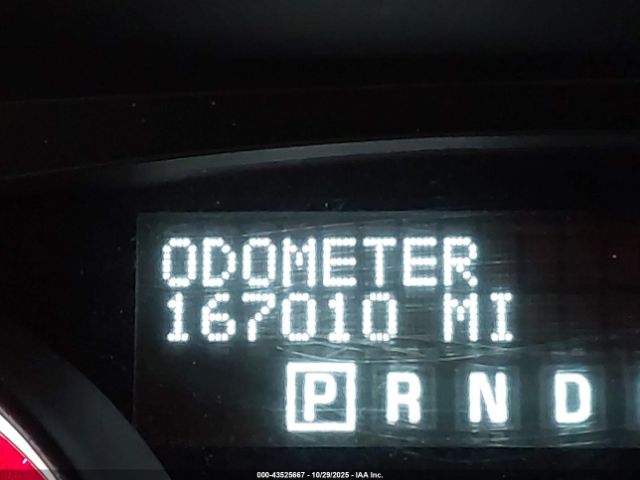 ODOMETER
167010 MI
P R N D
000-43525667 - 10/29/2025 - IAA Inc.